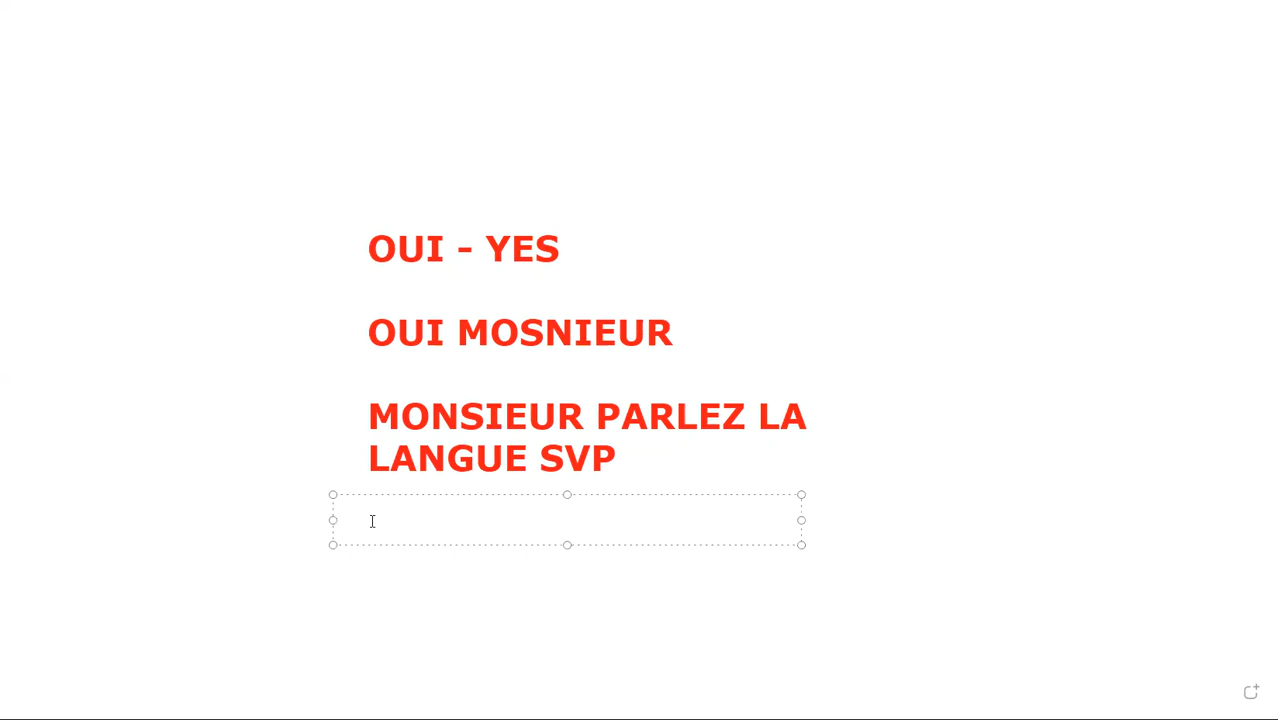 OUI - YES
OUI MOSNIEUR
MONSIEUR PARLEZ LA
LANGUE SVP